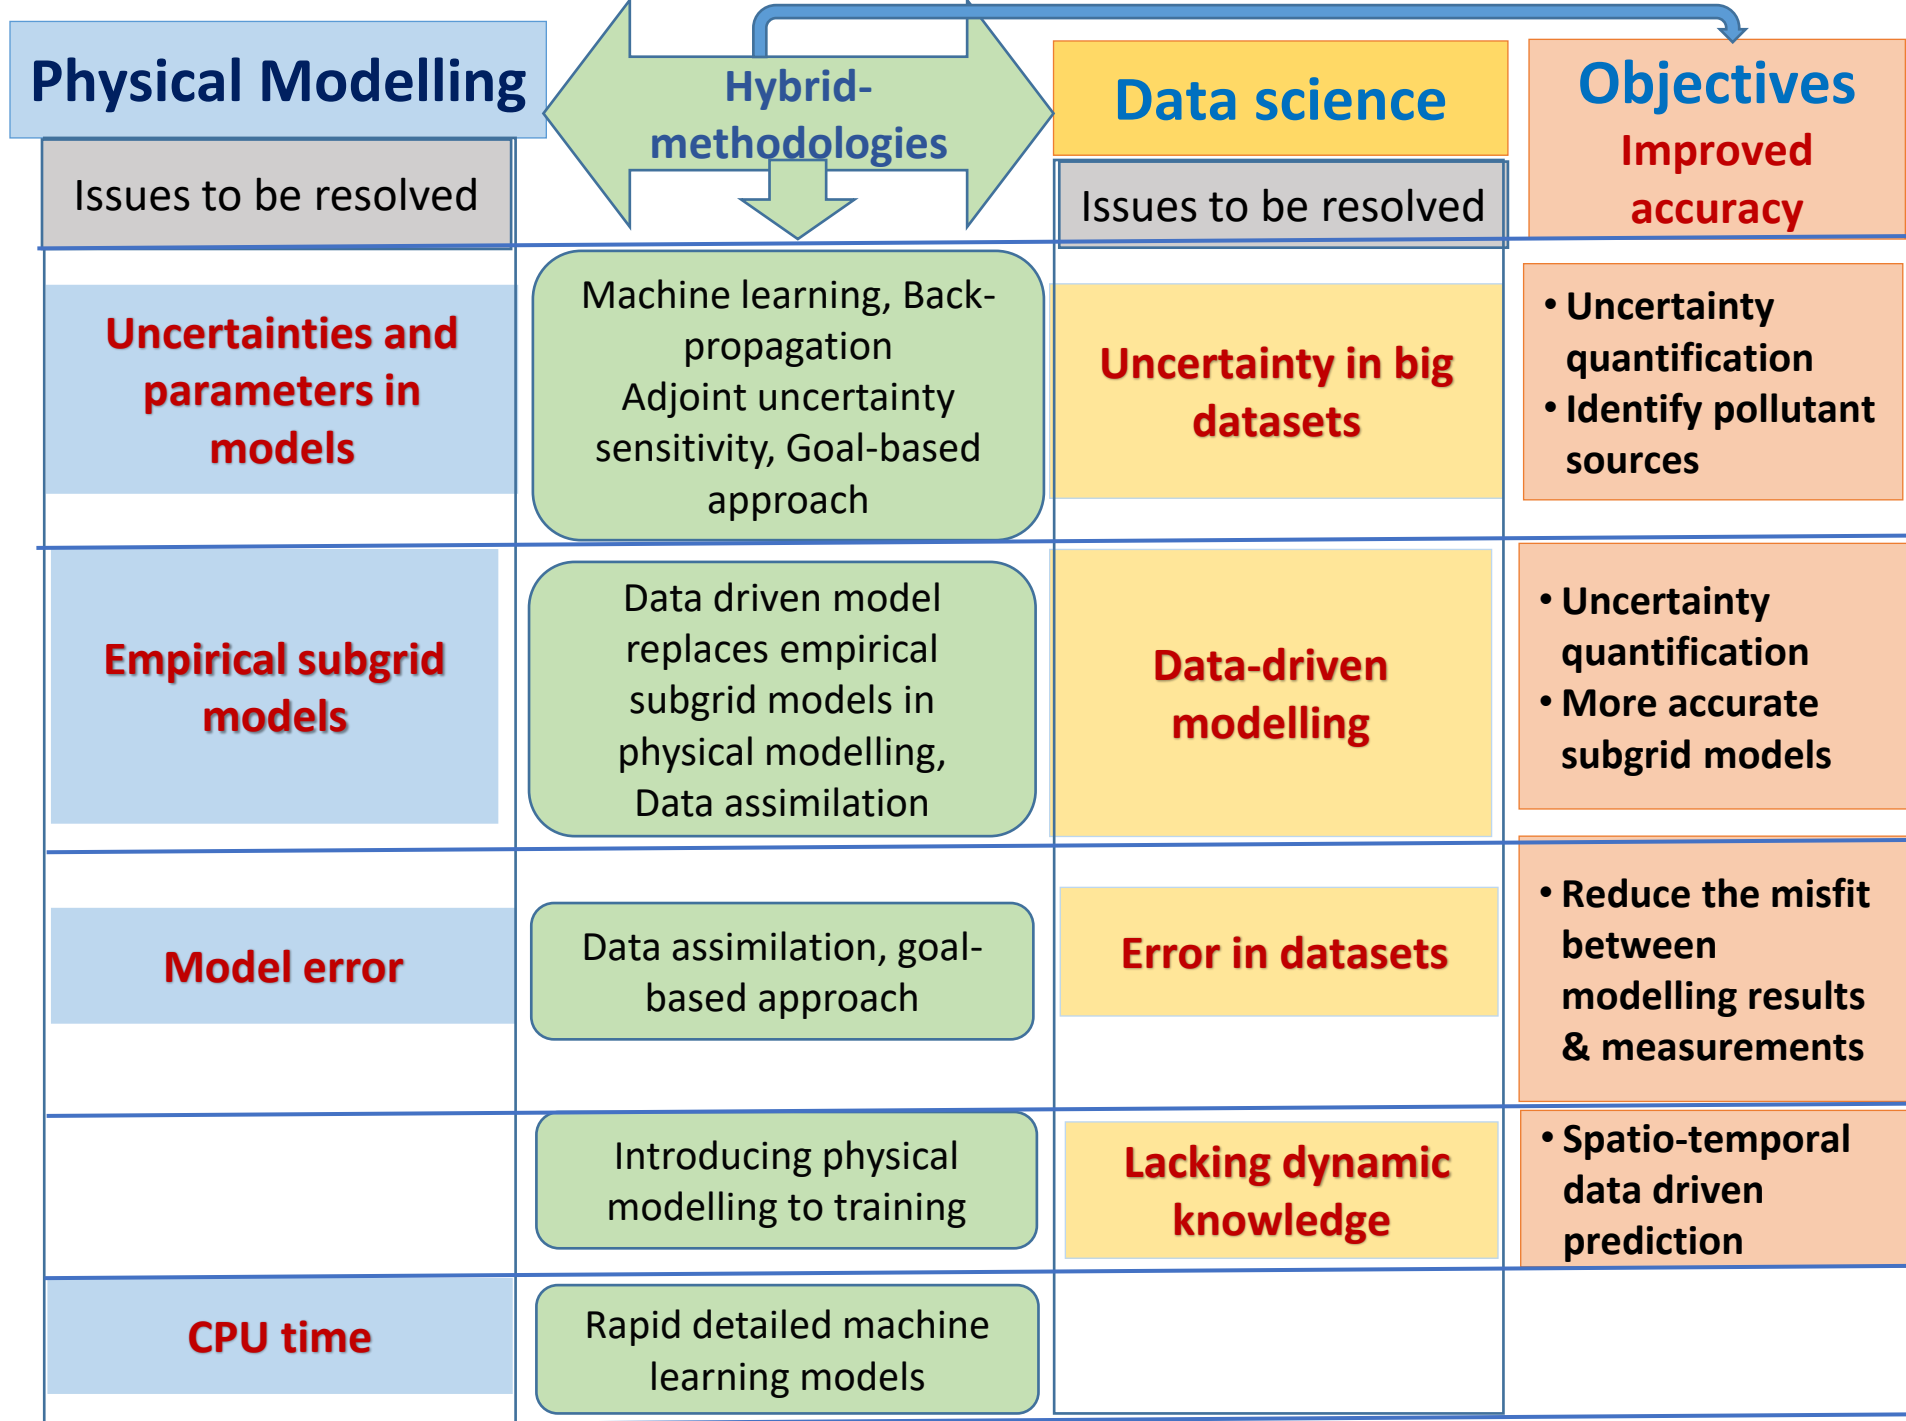 Physical Modelling
Hybrid-
methodologies
Data science
Objectives
Improved
accuracy
Issues to be resolved
Issues to be resolved
Uncertainties and
parameters in
models
Machine learning, Back-
propagation
Adjoint uncertainty
sensitivity, Goal-based
approach
Uncertainty in big
datasets
• Uncertainty
quantification
• Identify pollutant
sources
Empirical subgrid
models
Data driven model
replaces empirical
subgrid models in
physical modelling,
Data assimilation
Data-driven
modelling
• Uncertainty
quantification
• More accurate
subgrid models
Model error
Data assimilation, goal-
based approach
Error in datasets
• Reduce the misfit
between
modelling results
& measurements
Introducing physical
modelling to training
Lacking dynamic
knowledge
• Spatio-temporal
data driven
prediction
CPU time
Rapid detailed machine
learning models